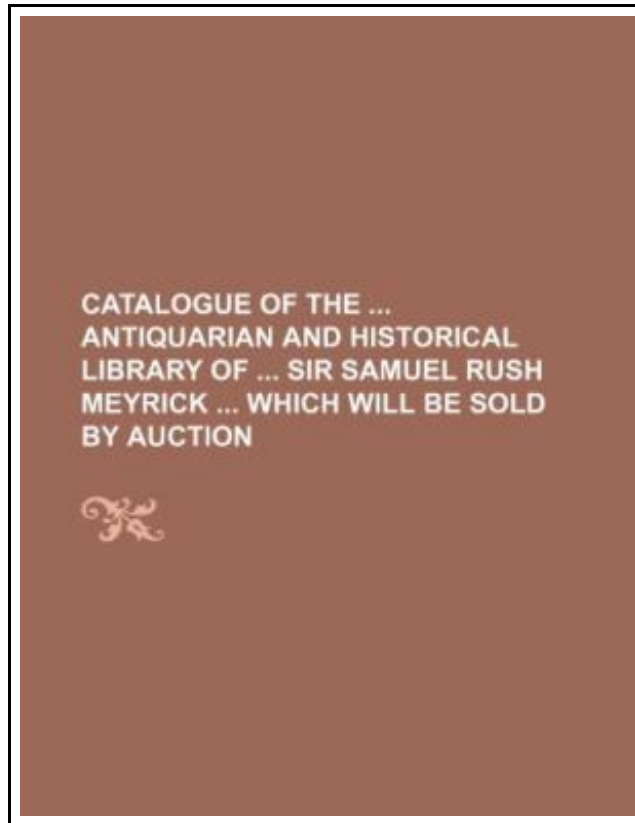 CATALOGUE OF THE ...
ANTIQUARIAN AND HISTORICAL
LIBRARY OF ... SIR SAMUEL RUSH
MEYRICK ... WHICH WILL BE SOLD
BY AUCTION